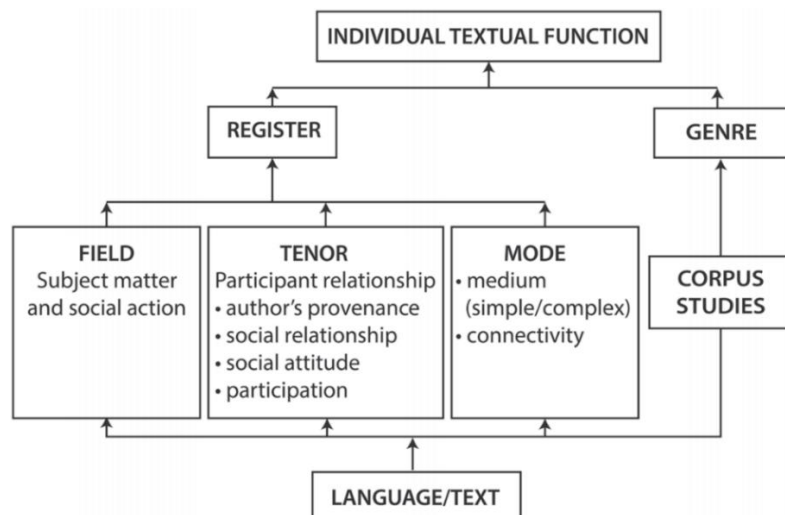 INDIVIDUAL TEXTUAL FUNCTION
REGISTER
GENRE
FIELD
Subject matter
and social action
TENOR
Participant relationship
• author's provenance
• social relationship
• social attitude
• participation
MODE
• medium
(simple/complex)
• connectivity
CORPUS
STUDIES
LANGUAGE/TEXT